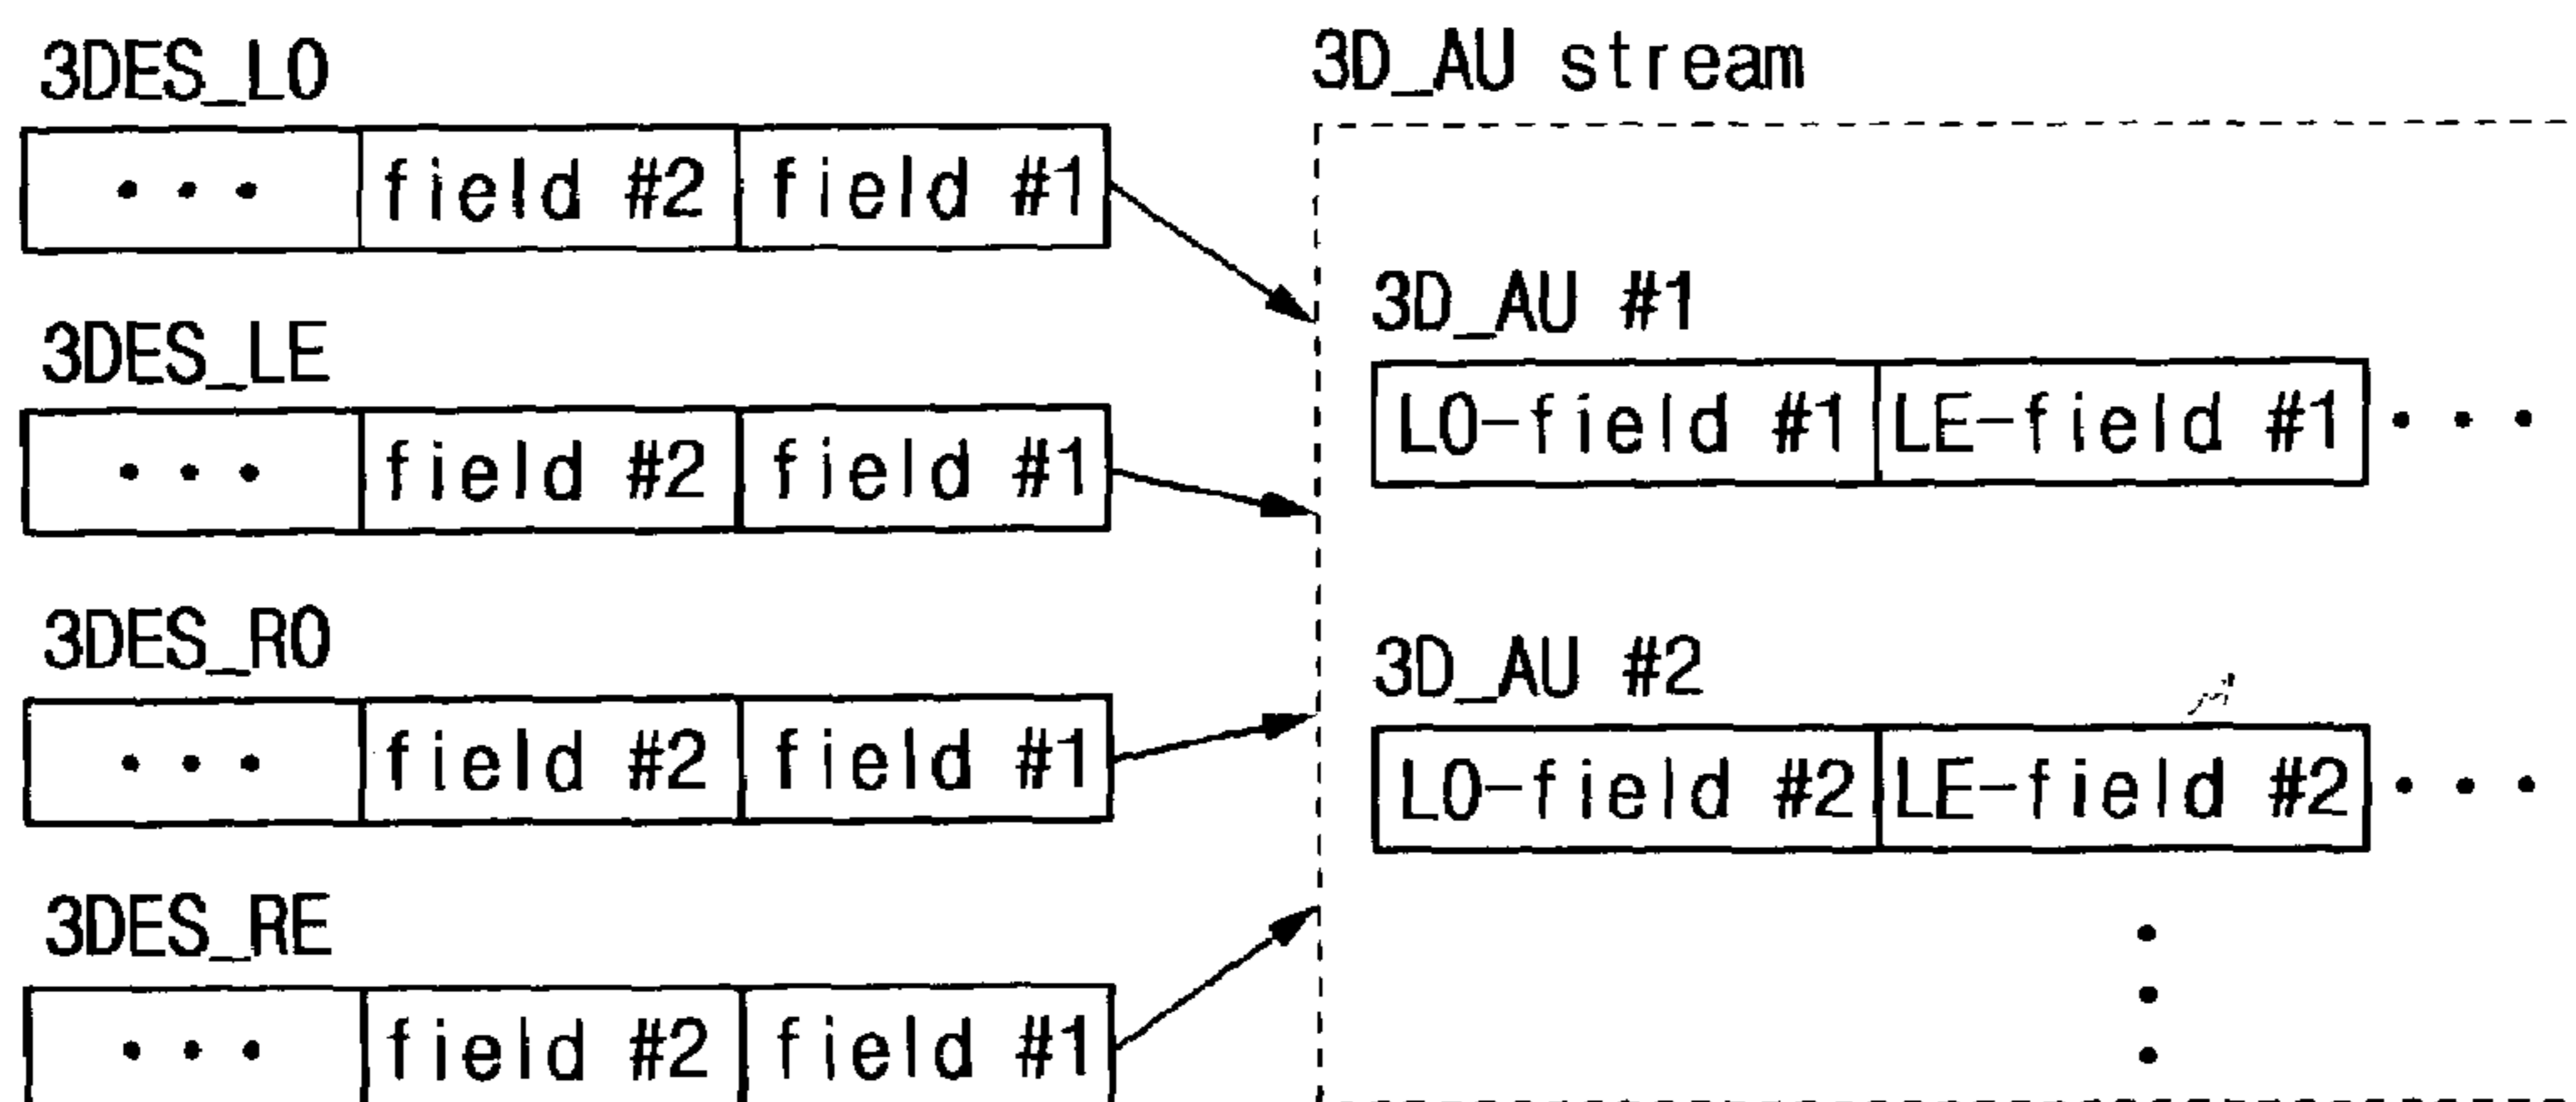 3DES_LO
• • • field #2 field #1
3DES_LE
• • • field #2 field #1
3DES_RO
• • • field #2 field #1
3DES_RE
• • • field #2 field #1
3D_AU stream
3D_AU #1
LO-field #1 LE-field #1 • • •
3D_AU #2
LO-field #2 LE-field #2 • • •